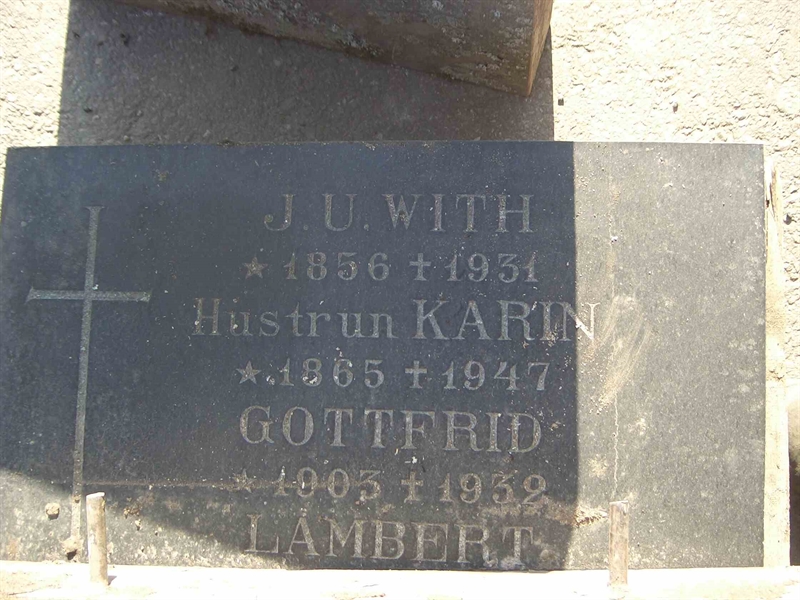 J. U. WITH
★ 1856 ✝ 1931
Hustrun KARIN
★ 1865 ✝ 1947
GOTTFRID
★ 1903 ✝ 1932
LAMBERT